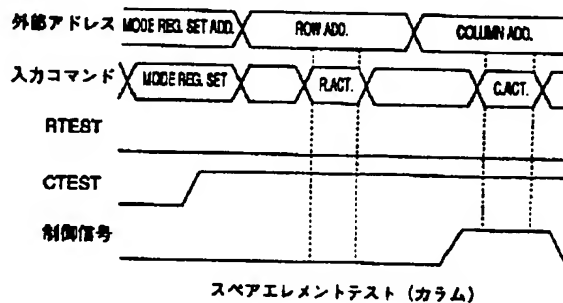 外部アドレス MODE REG. SET ADD. ROW ADD. COLUMN ADD.
入力コマンド MODE REG. SET R.ACT. C.ACT.
RTEST
CTEST
制御信号
スペアエレメントテスト (カラム)